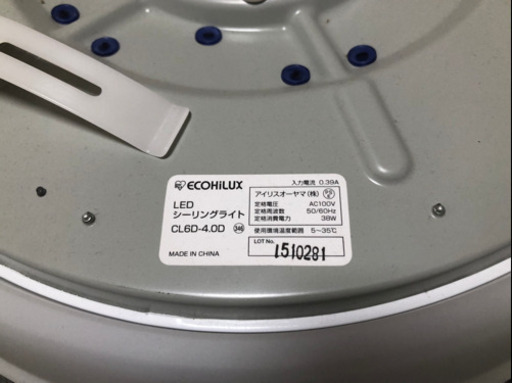 ECOHiLUX
LED
シーリングライト
CL6D-4.0D
MADE IN CHINA
入力電流 0.39A
アイリスオーヤマ(株)
定格電圧 AC100V
定格周波数 50/60Hz
定格消費電力 38W
使用環境温度範囲 5~35℃
LOT No.
1510281